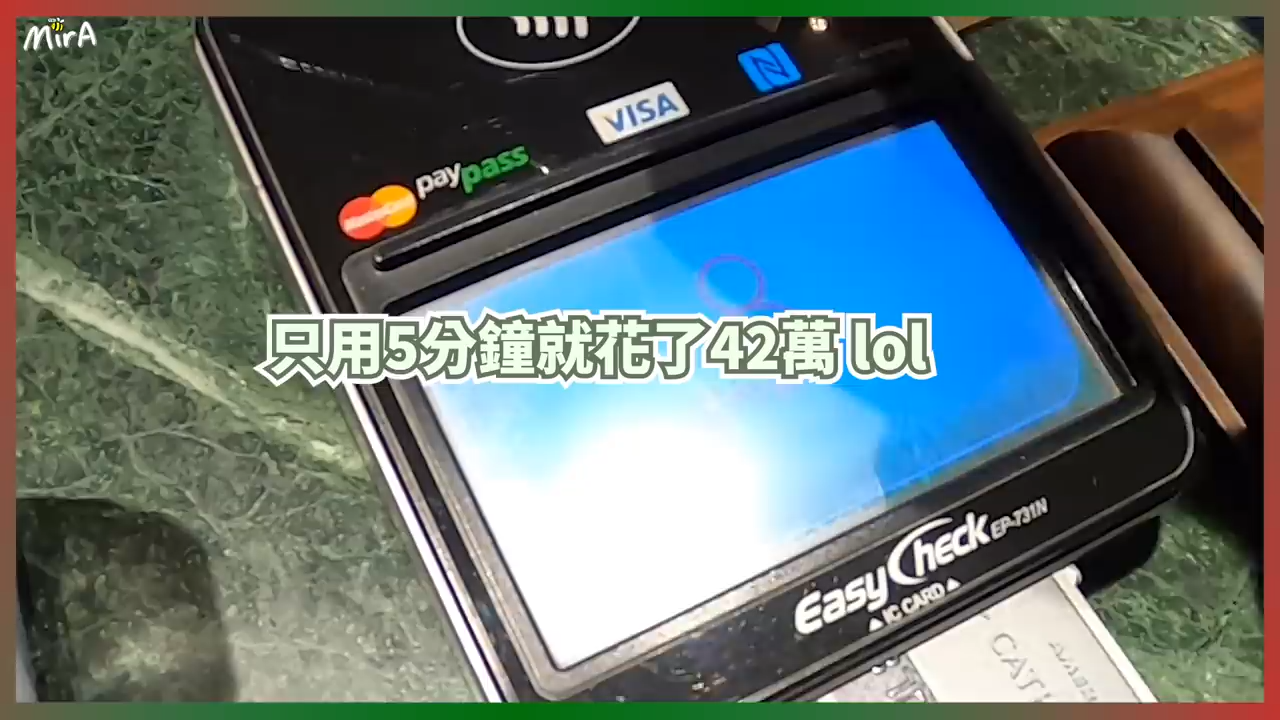 MirA
VISA
paypass
只用5分鐘就花了42萬 lol
EasyCheck EP-731N
▲IC CARD▲